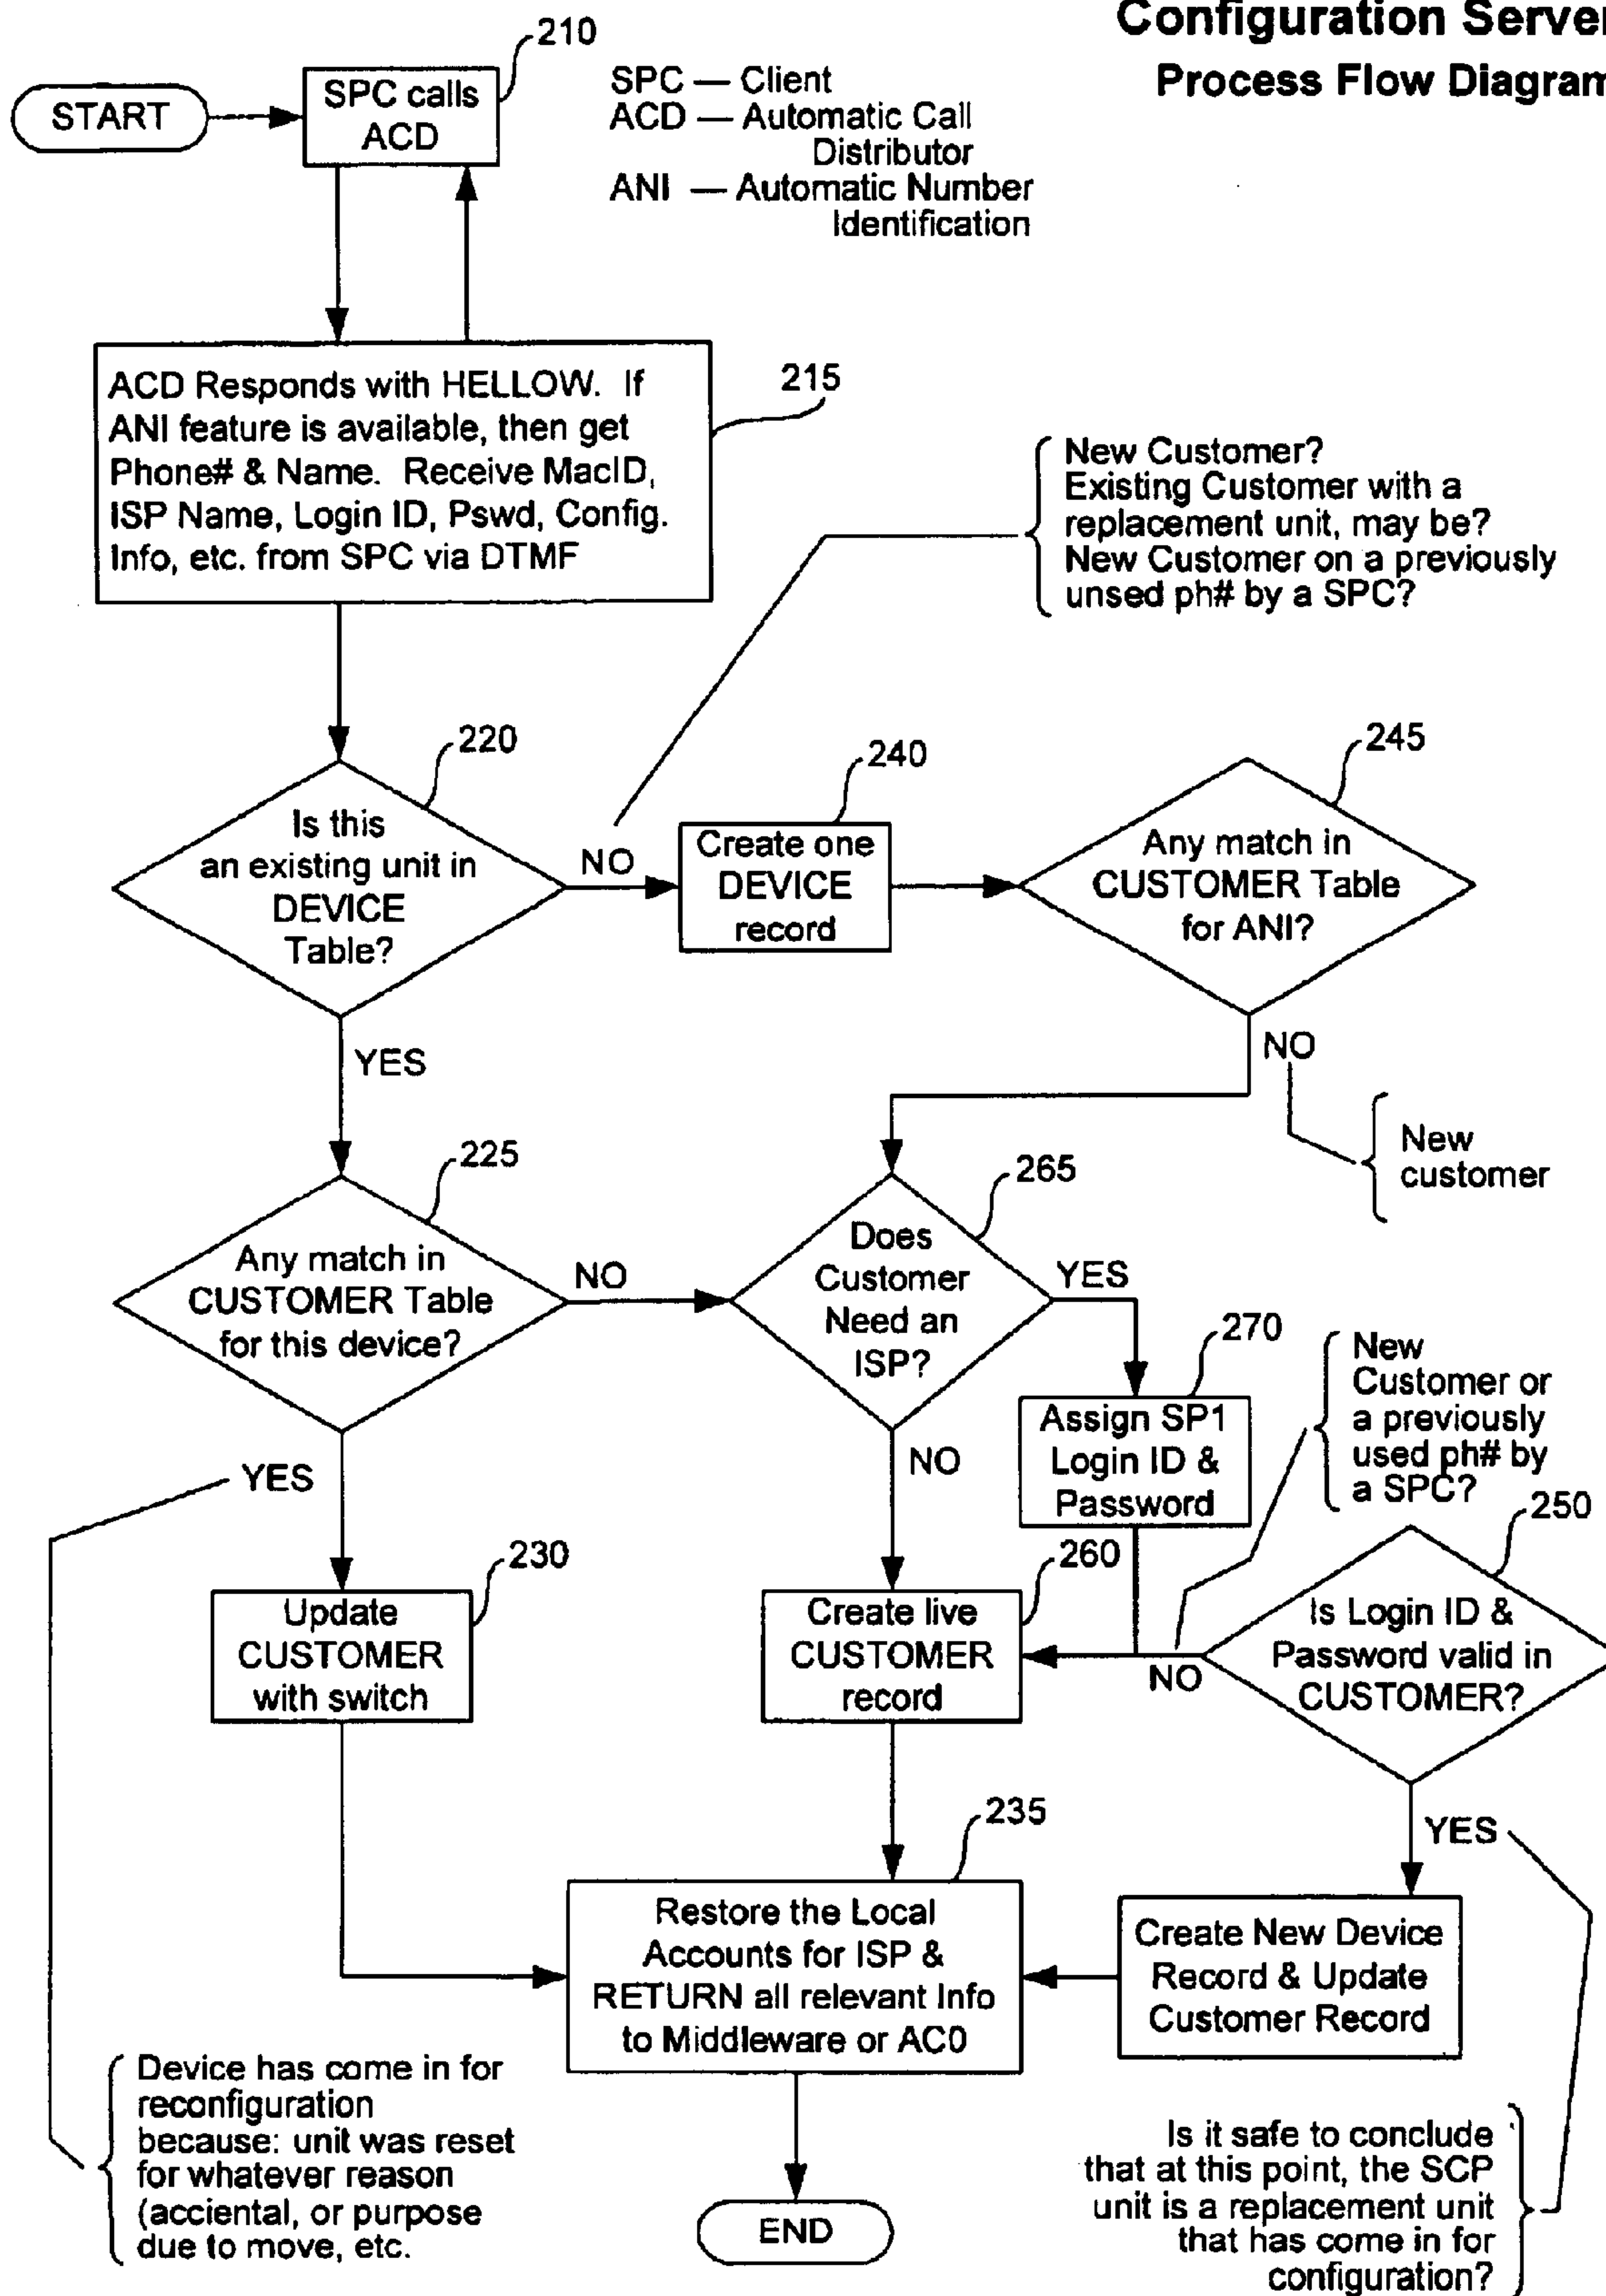 Configuration Server
Process Flow Diagram
210
START
SPC calls
ACD
SPC — Client
ACD — Automatic Call
Distributor
ANI — Automatic Number
Identification
215
ACD Responds with HELLOW. If
ANI feature is available, then get
Phone# & Name. Receive MacID,
ISP Name, Login ID, Pswd, Config.
Info, etc. from SPC via DTMF
New Customer?
Existing Customer with a
replacement unit, may be?
New Customer on a previously
unsed ph# by a SPC?
220
Is this
an existing unit in
DEVICE
Table?
NO
240
Create one
DEVICE
record
245
Any match in
CUSTOMER Table
for ANI?
YES
NO
New
customer
225
Any match in
CUSTOMER Table
for this device?
NO
265
Does
Customer
Need an
ISP?
YES
270
Assign SP1
Login ID &
Password
New
Customer or
a previously
used ph# by
a SPC?
YES
NO
230
Update
CUSTOMER
with switch
260
Create live
CUSTOMER
record
250
Is Login ID &
Password valid in
CUSTOMER?
NO
YES
235
Restore the Local
Accounts for ISP &
RETURN all relevant Info
to Middleware or AC0
Create New Device
Record & Update
Customer Record
Device has come in for
reconfiguration
because: unit was reset
for whatever reason
(acciental, or purpose
due to move, etc.
END
Is it safe to conclude
that at this point, the SCP
unit is a replacement unit
that has come in for
configuration?